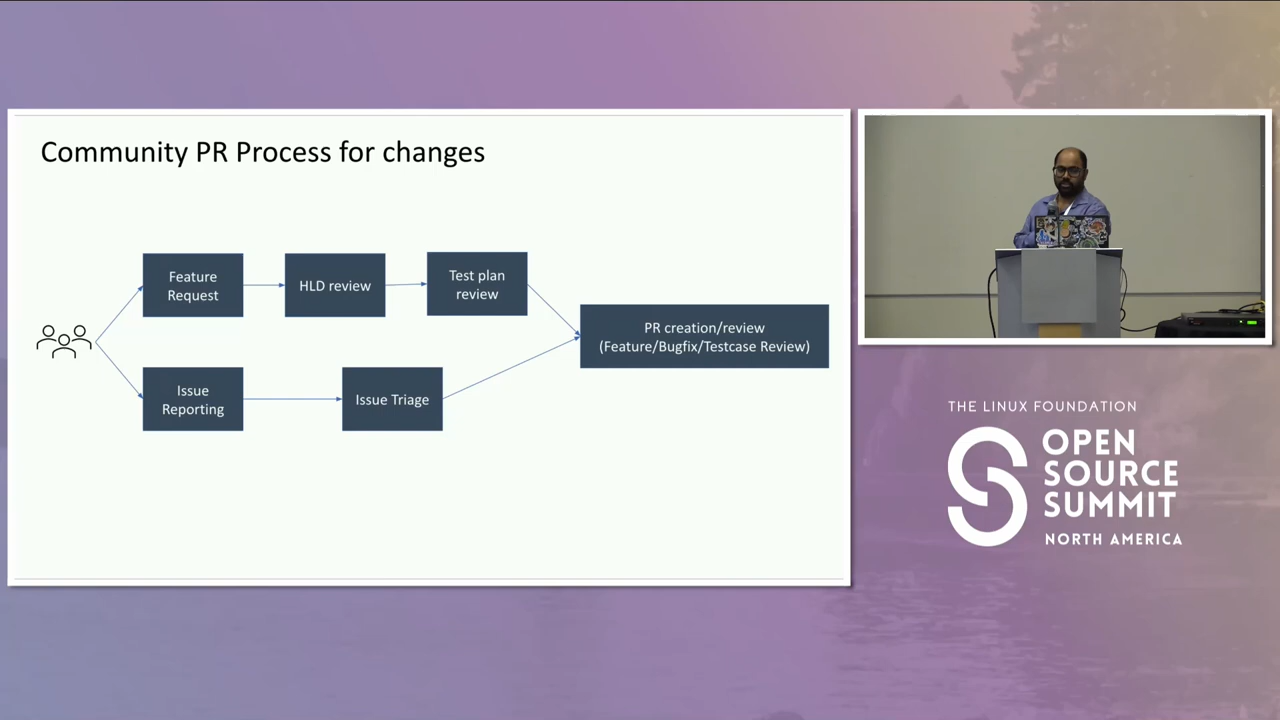 Community PR Process for changes
Feature
Request
HLD review
Test plan
review
PR creation/review
(Feature/Bugfix/Testcase Review)
Issue
Reporting
Issue Triage
THE LINUX FOUNDATION
OPEN
SOURCE
SUMMIT
NORTH AMERICA